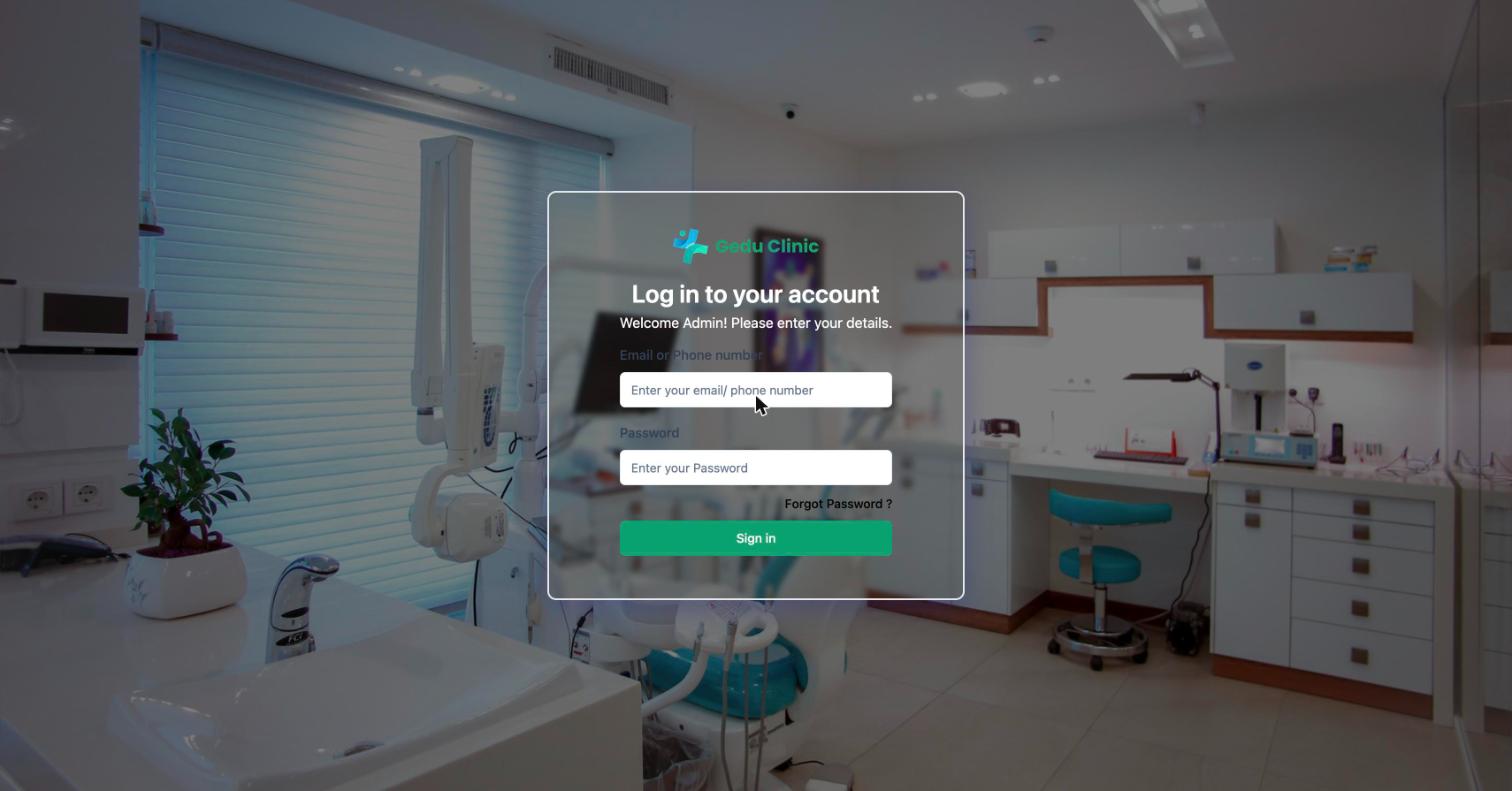 Gedu Clinic
Log in to your account
Welcome Admin! Please enter your details.
Email or Phone number
Enter your email/ phone number
Password
Enter your Password
Forgot Password ?
Sign in